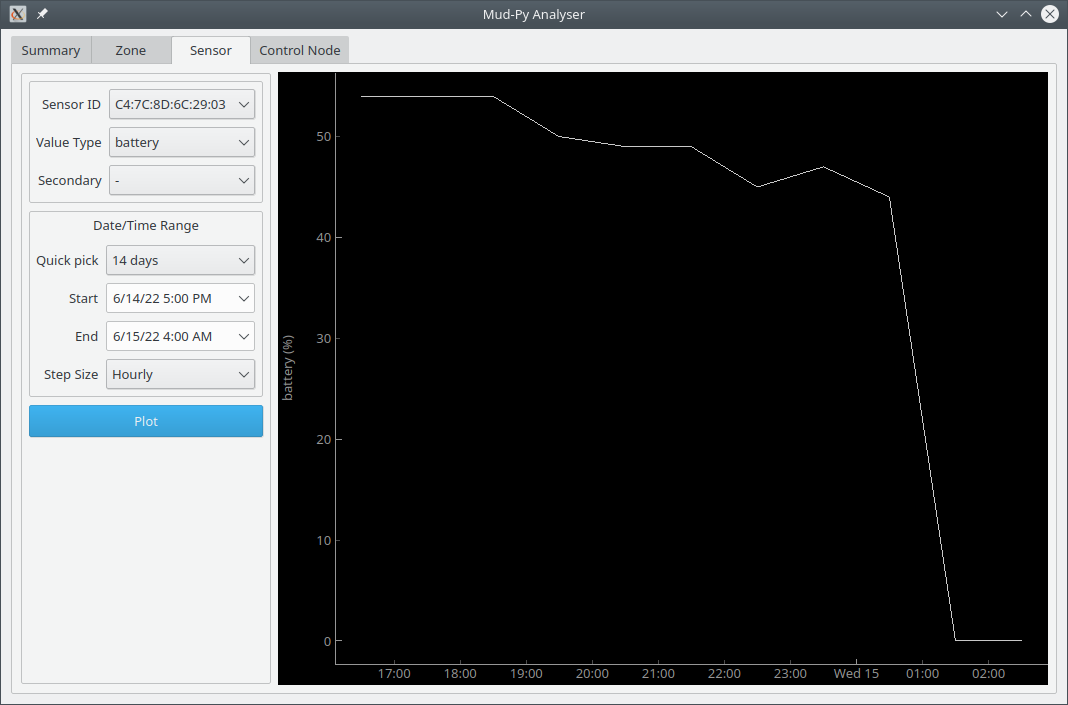 Mud-Py Analyser
Summary
Zone
Sensor
Control Node
Sensor ID
C4:7C:8D:6C:29:03
Value Type
battery
Secondary
-
Date/Time Range
Quick pick
14 days
Start
6/14/22 5:00 PM
End
6/15/22 4:00 AM
Step Size
Hourly
Plot
battery (%)
50
40
30
20
10
0
17:00
18:00
19:00
20:00
21:00
22:00
23:00
Wed 15
01:00
02:00